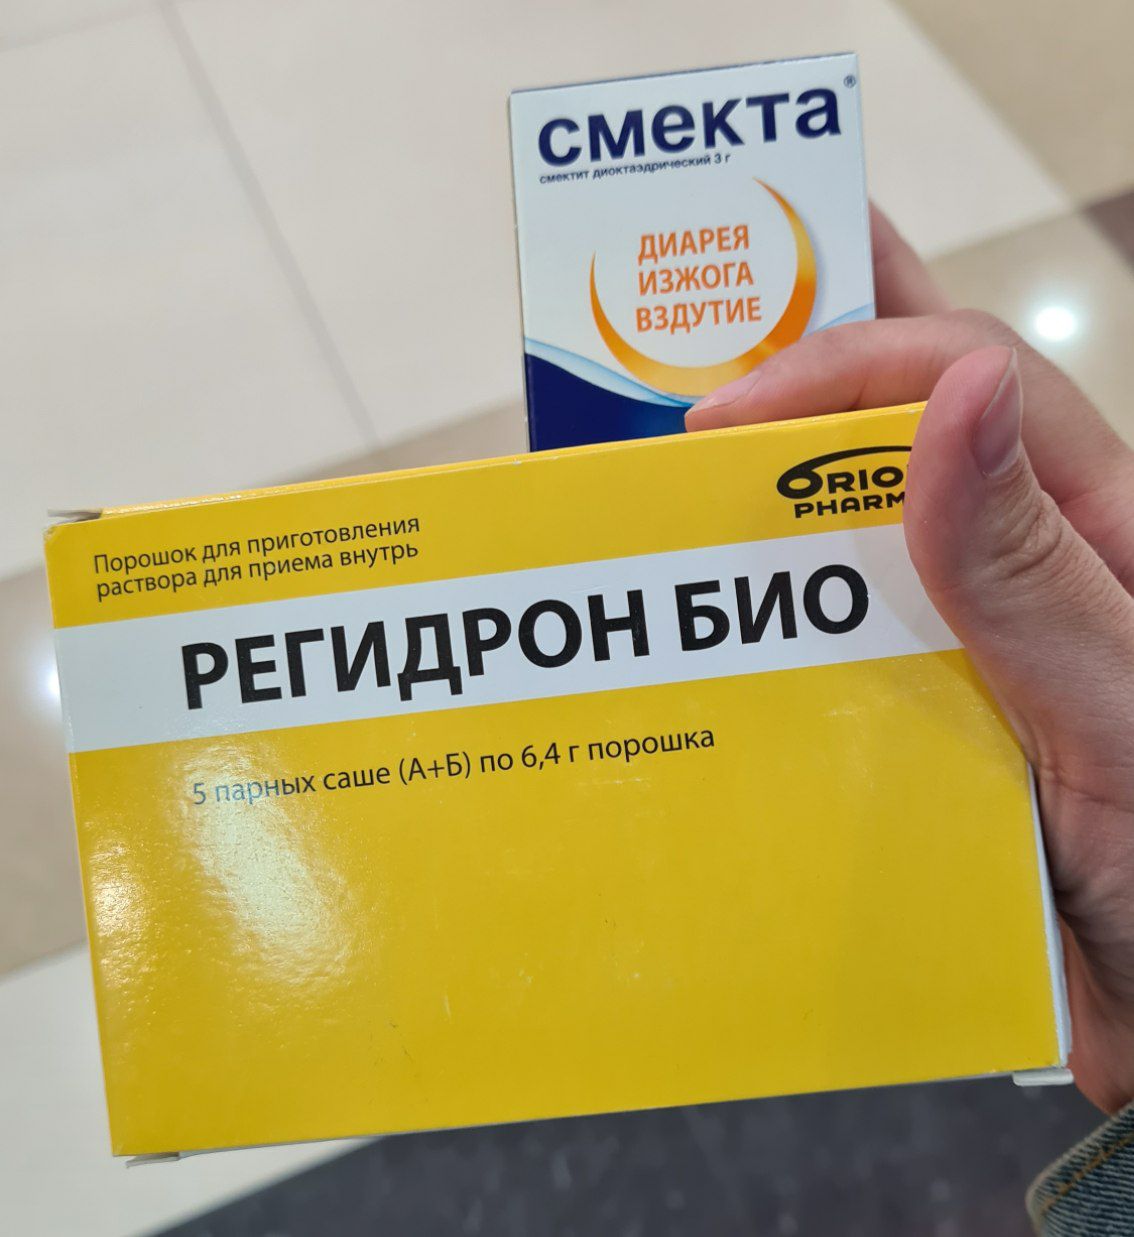 смекта®
смектит диоктаэдрический 3 г
ДИАРЕЯ
ИЗЖОГА
ВЗДУТИЕ
Порошок для приготовления
раствора для приема внутрь
РЕГИДРОН БИО
5 парных саше (А+Б) по 6,4 г порошка